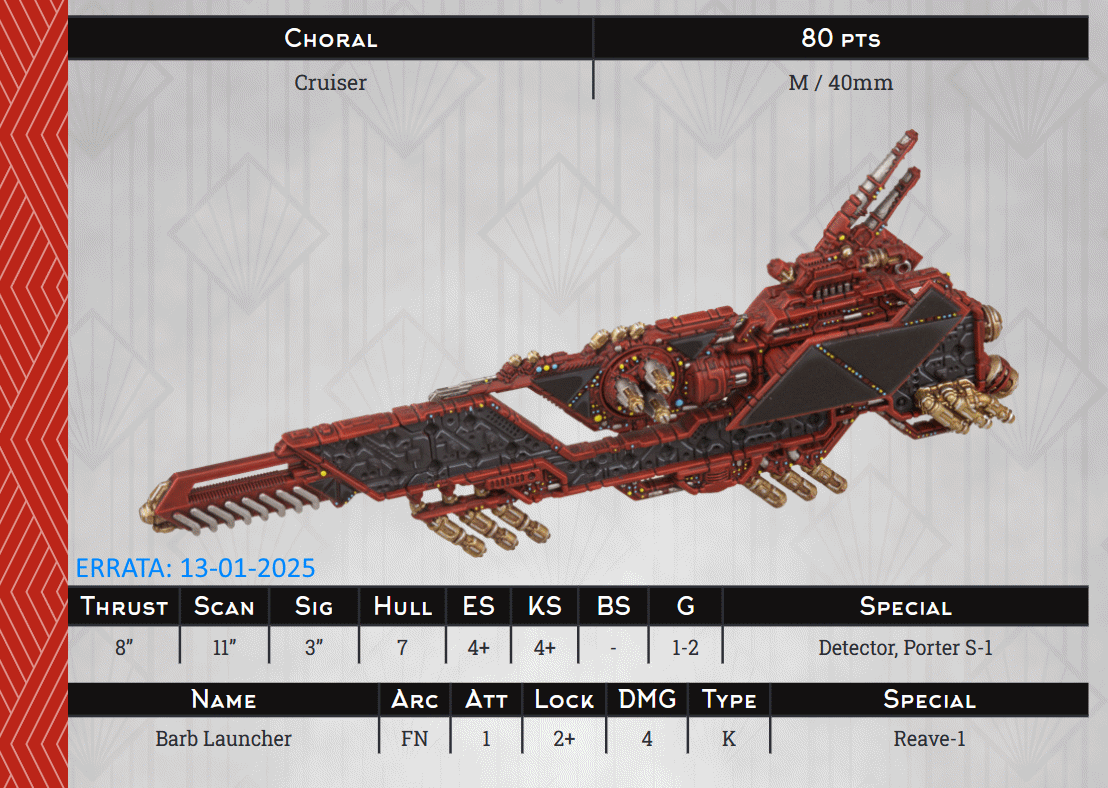 Choral 80 pts
Cruiser M / 40mm
ERRATA: 13-01-2025
Thrust Scan Sig Hull ES KS BS G Special
8” 11” 3” 7 4+ 4+ - 1-2 Detector, Porter S-1
Name Arc Att Lock DMG Type Special
Barb Launcher FN 1 2+ 4 K Reave-1